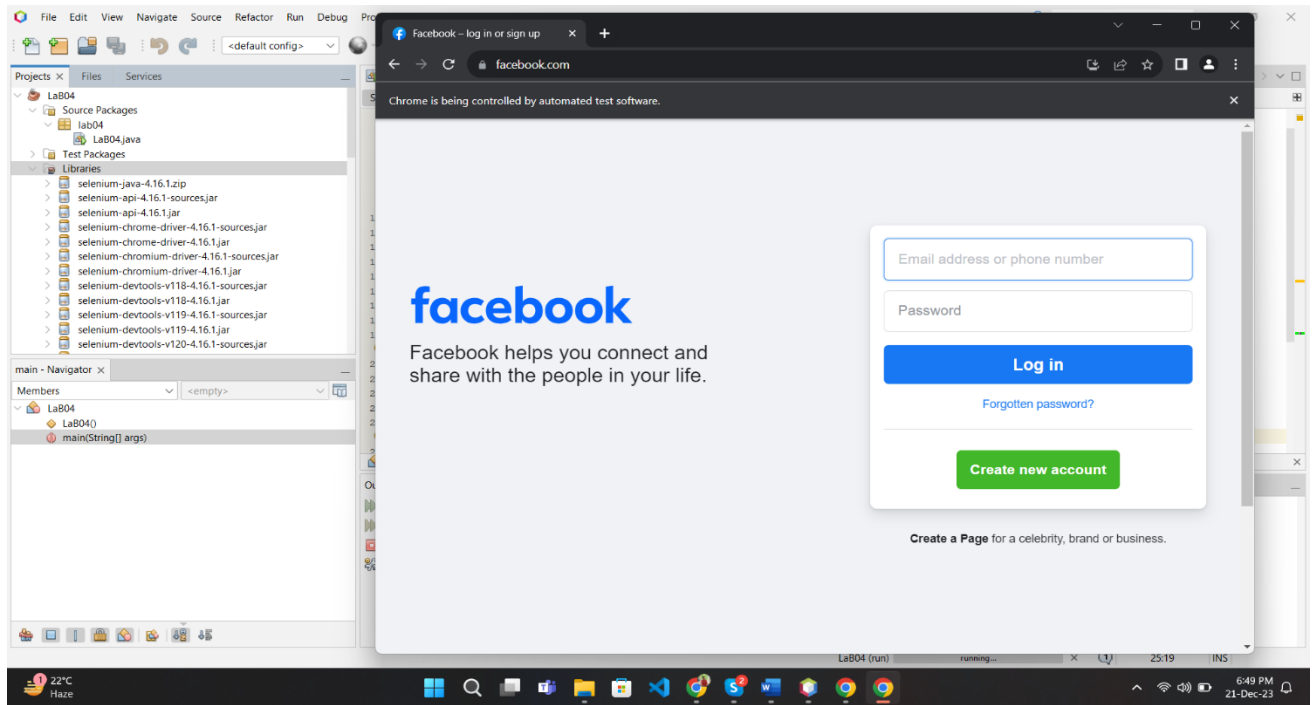 File Edit View Navigate Source Refactor Run Debug Pro
<default config>
Projects Files Services
LaB04
Source Packages
lab04
LaB04.java
Test Packages
Libraries
selenium-java-4.16.1.zip
selenium-api-4.16.1-sources.jar
selenium-api-4.16.1.jar
selenium-chrome-driver-4.16.1-sources.jar
selenium-chrome-driver-4.16.1.jar
selenium-chromium-driver-4.16.1-sources.jar
selenium-chromium-driver-4.16.1.jar
selenium-devtools-v118-4.16.1-sources.jar
selenium-devtools-v118-4.16.1.jar
selenium-devtools-v119-4.16.1-sources.jar
selenium-devtools-v119-4.16.1.jar
selenium-devtools-v120-4.16.1-sources.jar
main - Navigator
Members <empty>
LaB04
LaB04()
main(String[] args)
Facebook – log in or sign up
facebook.com
Chrome is being controlled by automated test software.
facebook
Facebook helps you connect and
share with the people in your life.
Email address or phone number
Password
Log in
Forgotten password?
Create new account
Create a Page for a celebrity, brand or business.
LaB04 (run) running... 25:19 INS
22°C
Haze
6:49 PM
21-Dec-23